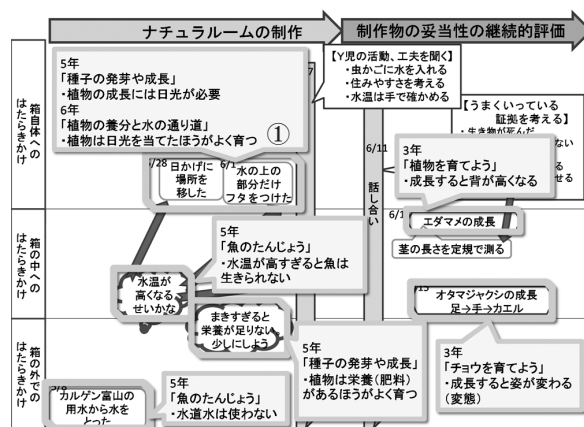 ナチュラルームの制作
制作物の妥当性の継続的評価
箱自体への
はたらきかけ
5年
「種子の発芽や成長」
・植物の成長には日光が必要
6年
「植物の養分と水の通り道」
・植物は日光を当てたほうがよく育つ
①
【Y児の活動、工夫を聞く】
・虫かごに水を入れる
・住みやすさを考える
・水温は手で確かめる
【うまくいっている
証拠を考える】
・生き物が死んだ
6/11
話し合い
3年
「植物を育てよう」
・成長すると背が高くなる
日かげに
場所を
移した
水の上の
部分だけ
フタをつけた
箱の中への
はたらきかけ
エダマメの成長
茎の長さを定規で測る
5年
「魚のたんじょう」
・水温が高すぎると魚は
生きられない
水温が
高くなる
せいかな
オタマジャクシの成長
足→手→カエル
まきすぎると
栄養が足りない。
少しにしよう
箱の外での
はたらきかけ
5年
「種子の発芽や成長」
・植物は栄養(肥料)
があるほうがよく育つ
3年
「チョウを育てよう」
・成長すると姿が変わる
(変態)
カルゲン富山の
用水から水を
とった
5年
「魚のたんじょう」
・水道水は使わない